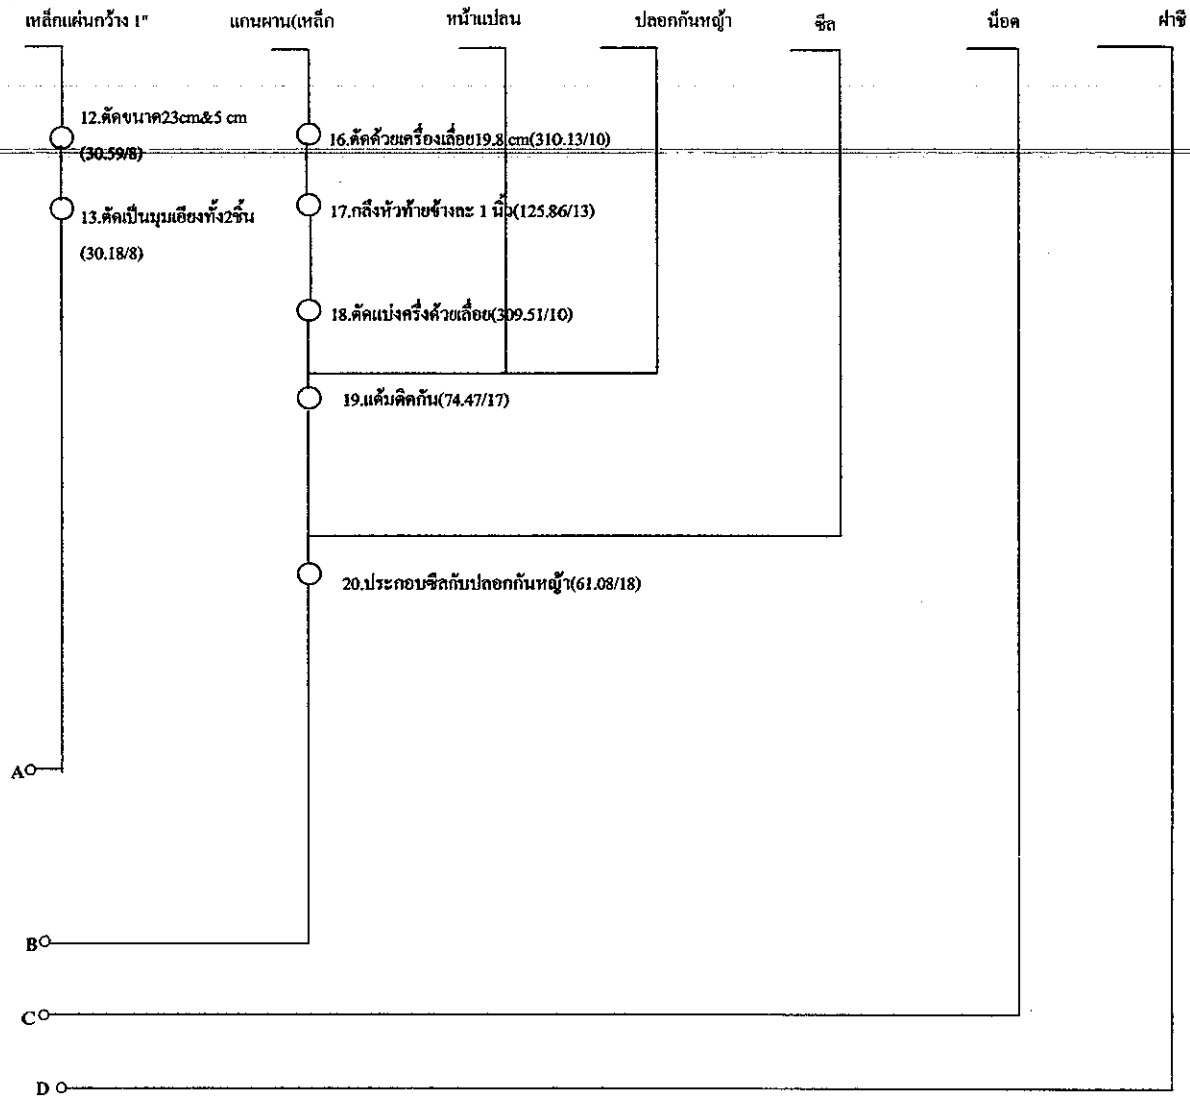 เหล็กแผ่นกว้าง 1"
แกนผาน(เหล็ก
หน้าแปลน
ปลอกกันหญ้า
ซีล
น็อต
ฝาชี
12.ตัดขนาด23cm&5 cm
(30.59/8)
16.ตัดด้วยเครื่องเลื่อย19.8 cm(310.13/10)
13.ตัดเป็นมุมเอียงทั้ง2ชิ้น
(30.18/8)
17.กลึงหัวท้ายข้างละ 1 นิ้ว(125.86/13)
18.ตัดแบ่งครึ่งด้วยเลื่อย(309.51/10)
19.แต้มติดกัน(74.47/17)
20.ประกอบซีลกับปลอกกันหญ้า(61.08/18)
A
B
C
D